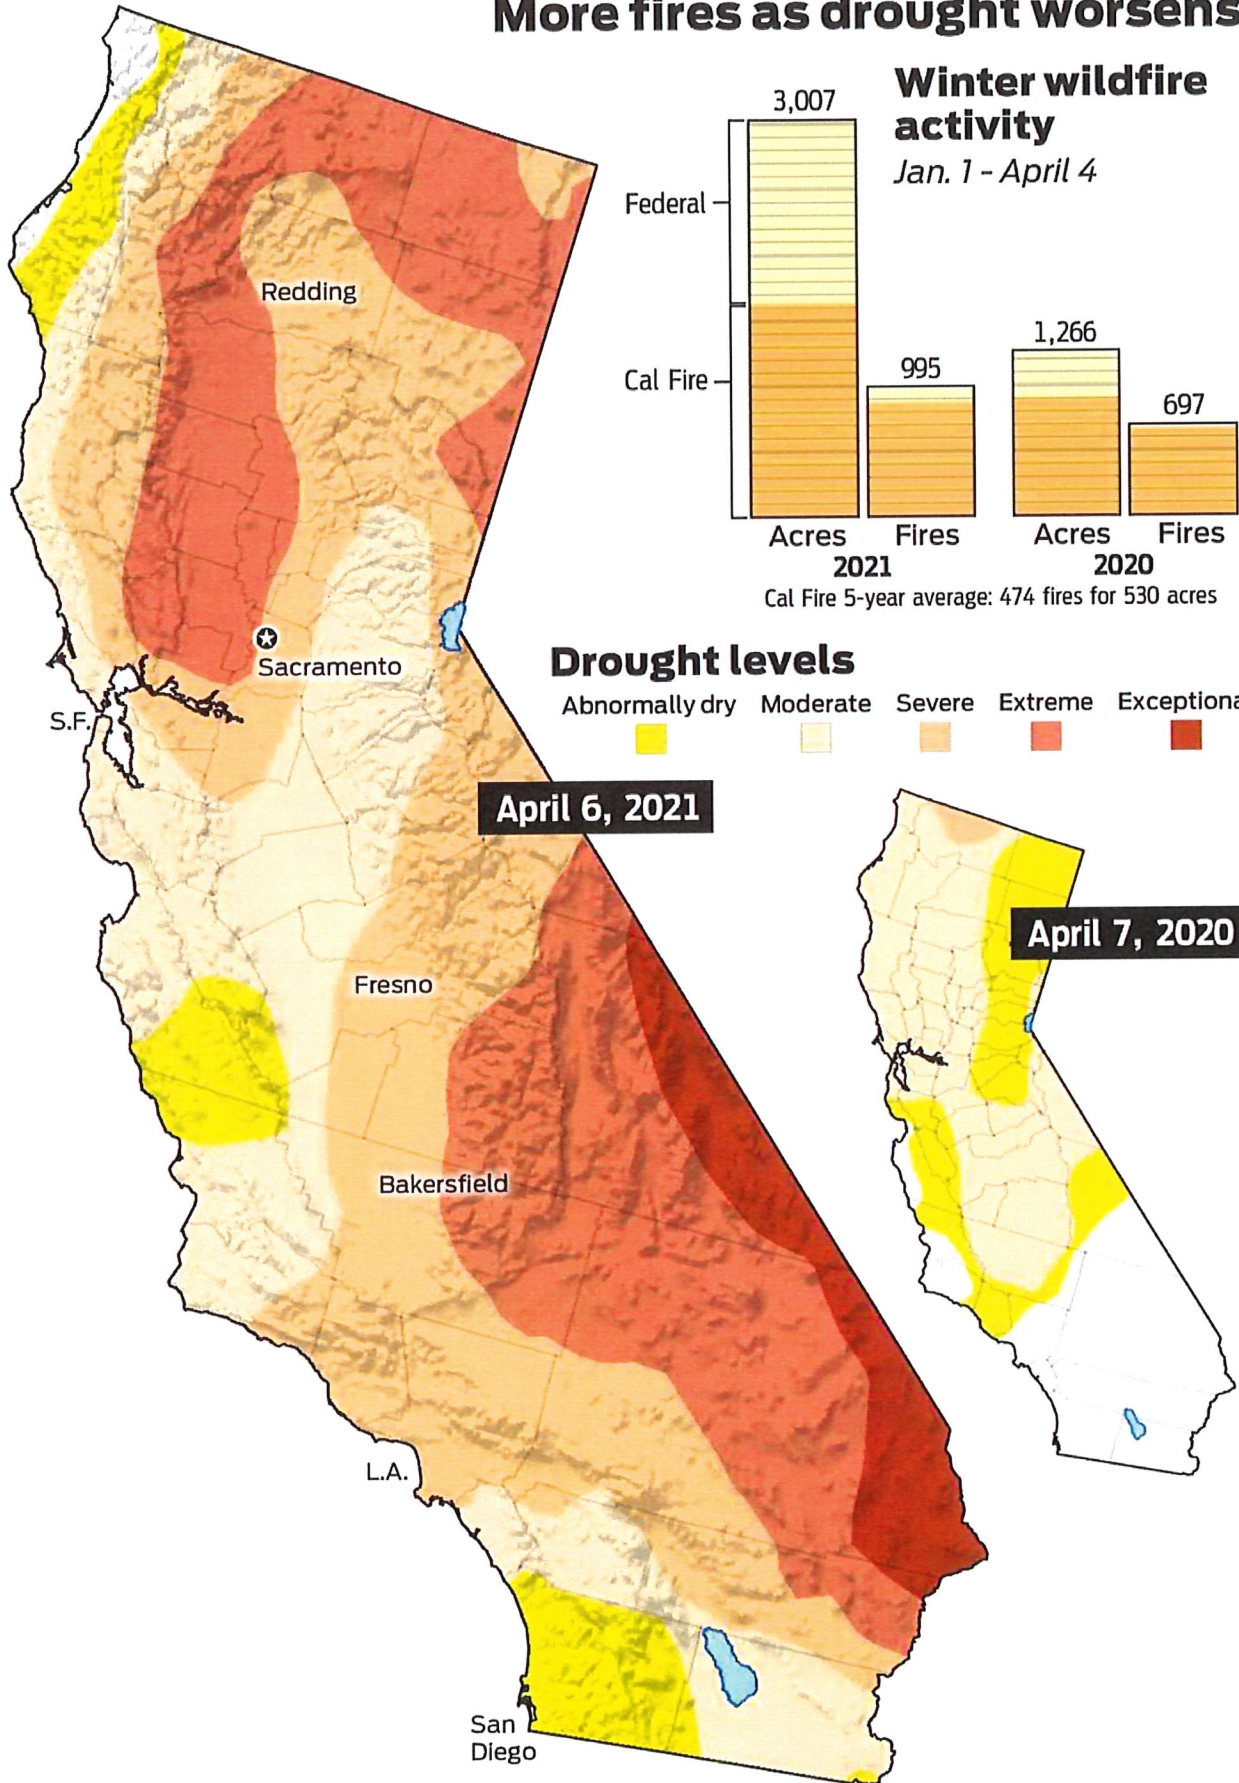 More fires as drought worsens
Winter wildfire
activity
Jan. 1 - April 4
3,007
Federal
Cal Fire
995
1,266
697
Acres Fires Acres Fires
2021 2020
Cal Fire 5-year average: 474 fires for 530 acres
Drought levels
Abnormally dry Moderate Severe Extreme Exceptiona
April 6, 2021
April 7, 2020
Redding
Sacramento
S.F.
Fresno
Bakersfield
L.A.
San
Diego